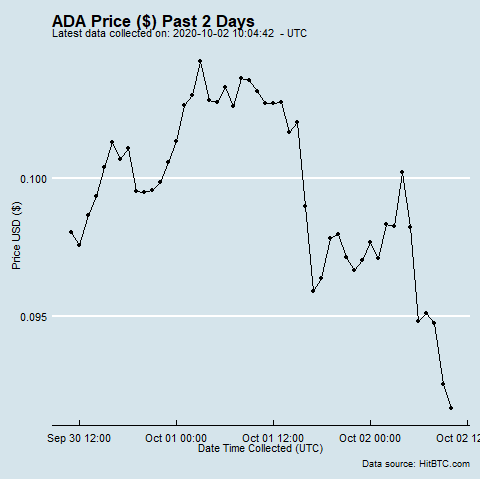 ADA Price ($) Past 2 Days
Latest data collected on: 2020-10-02 10:04:42 - UTC
0.100
Price USD ($)
0.095
Sep 30 12:00 Oct 01 00:00 Oct 01 12:00 Oct 02 00:00 Oct 02 12
Date Time Collected (UTC)
Data source: HitBTC.com